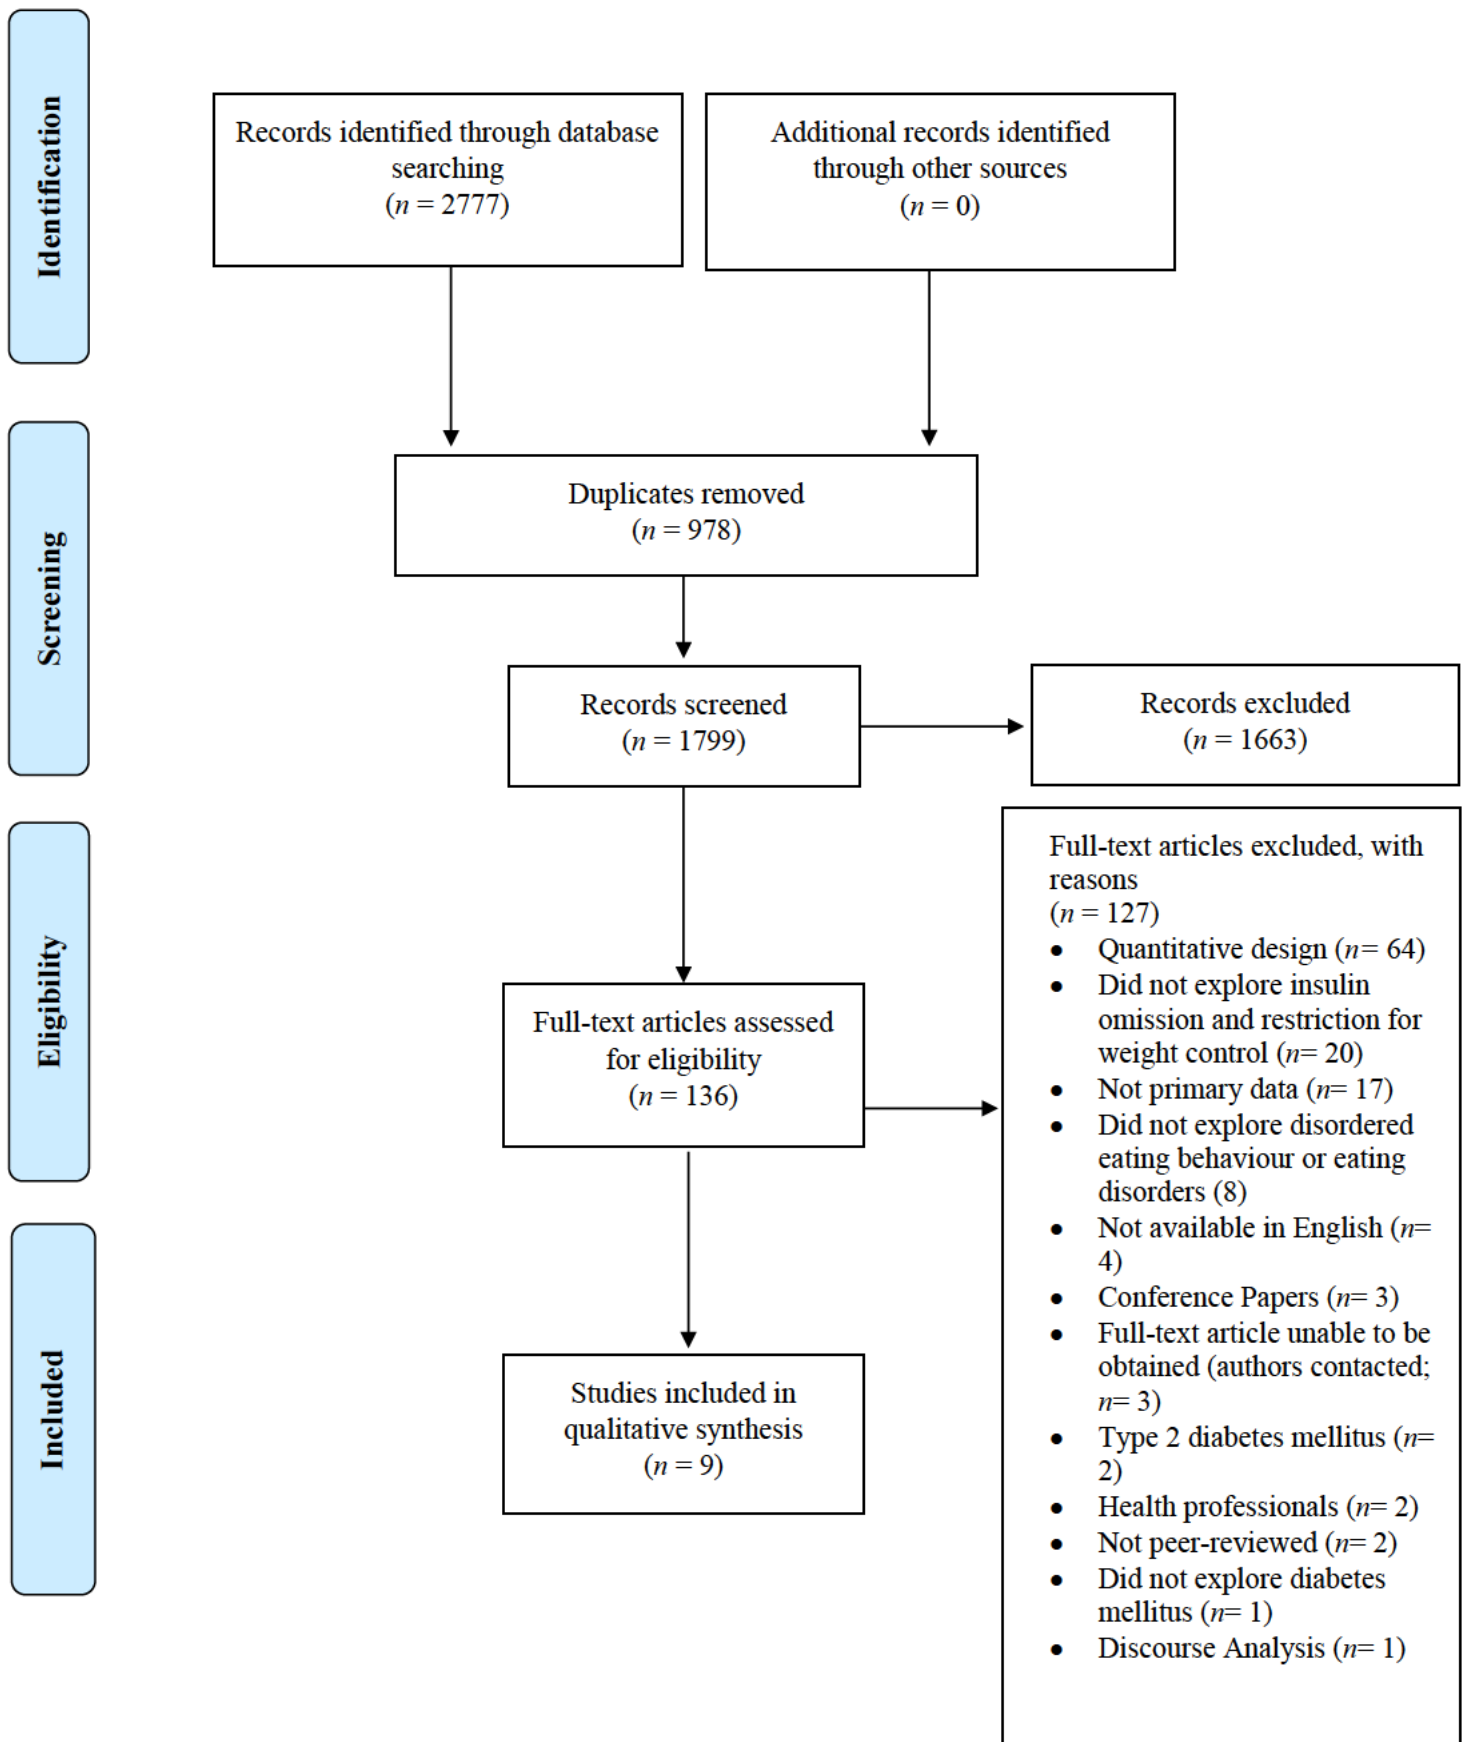 Identification
Records identified through database
searching
(n = 2777)
Additional records identified
through other sources
(n = 0)
Screening
Duplicates removed
(n = 978)
Records screened
(n = 1799)
Records excluded
(n = 1663)
Eligibility
Full-text articles assessed
for eligibility
(n = 136)
Full-text articles excluded, with
reasons
(n = 127)
• Quantitative design (n= 64)
• Did not explore insulin
omission and restriction for
weight control (n= 20)
• Not primary data (n= 17)
• Did not explore disordered
eating behaviour or eating
disorders (8)
• Not available in English (n=
4)
• Conference Papers (n= 3)
• Full-text article unable to be
obtained (authors contacted;
n= 3)
• Type 2 diabetes mellitus (n=
2)
• Health professionals (n= 2)
• Not peer-reviewed (n= 2)
• Did not explore diabetes
mellitus (n= 1)
• Discourse Analysis (n= 1)
Included
Studies included in
qualitative synthesis
(n = 9)